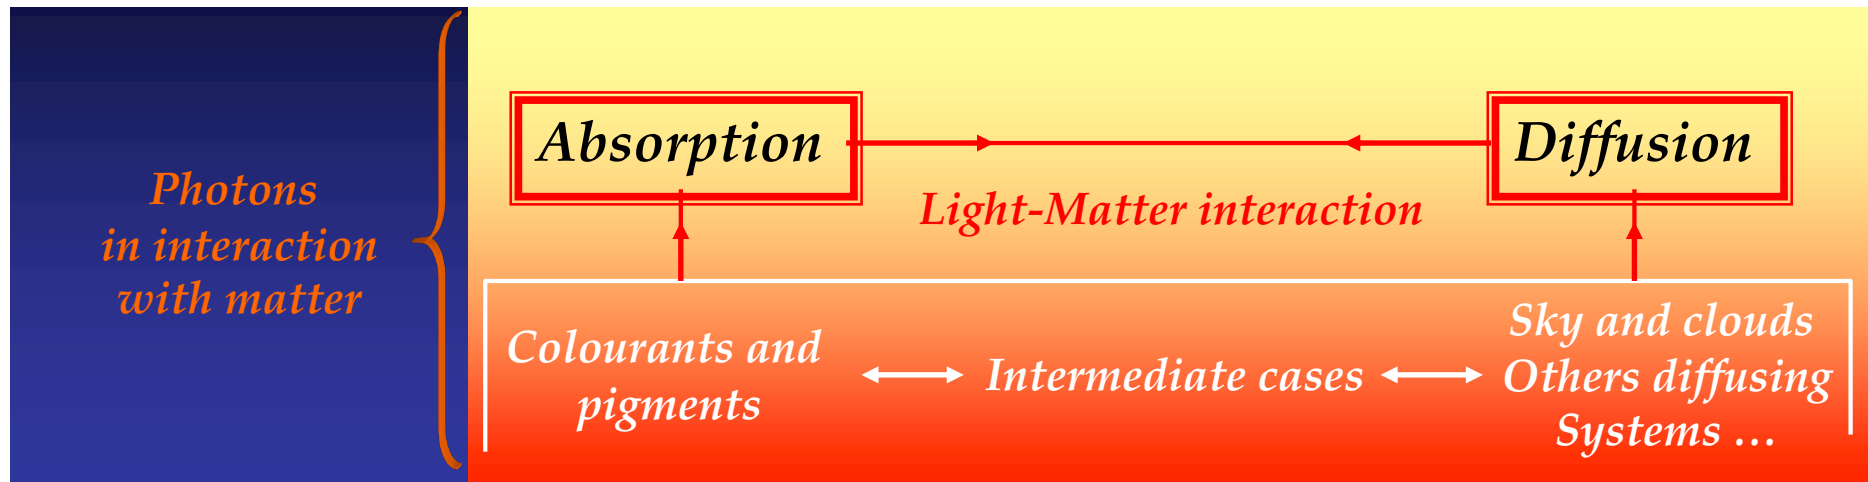 Photons
in interaction
with matter
Absorption
Diffusion
Light-Matter interaction
Colourants and
pigments
Intermediate cases
Sky and clouds
Others diffusing
Systems …